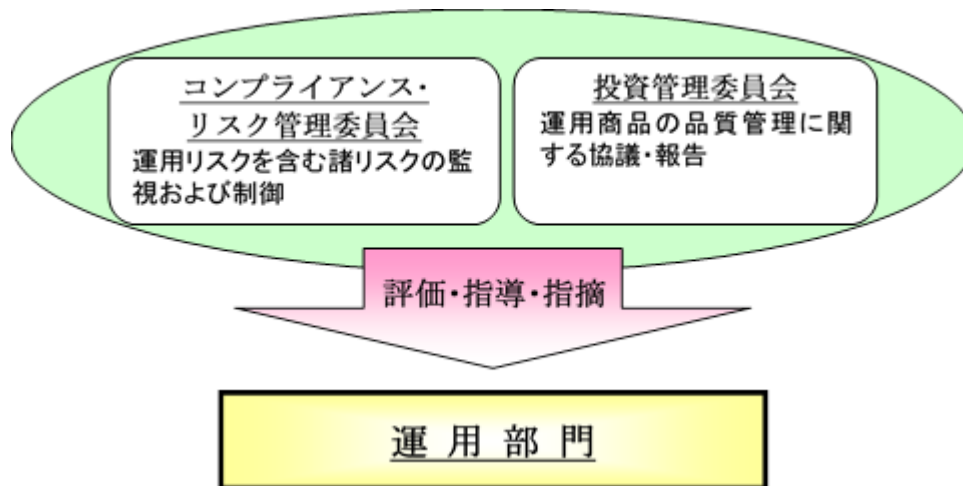 コンプライアンス・
リスク管理委員会
運用リスクを含む諸リスクの監
視および制御
投資管理委員会
運用商品の品質管理に関
する協議・報告
評価・指導・指摘
運用部門